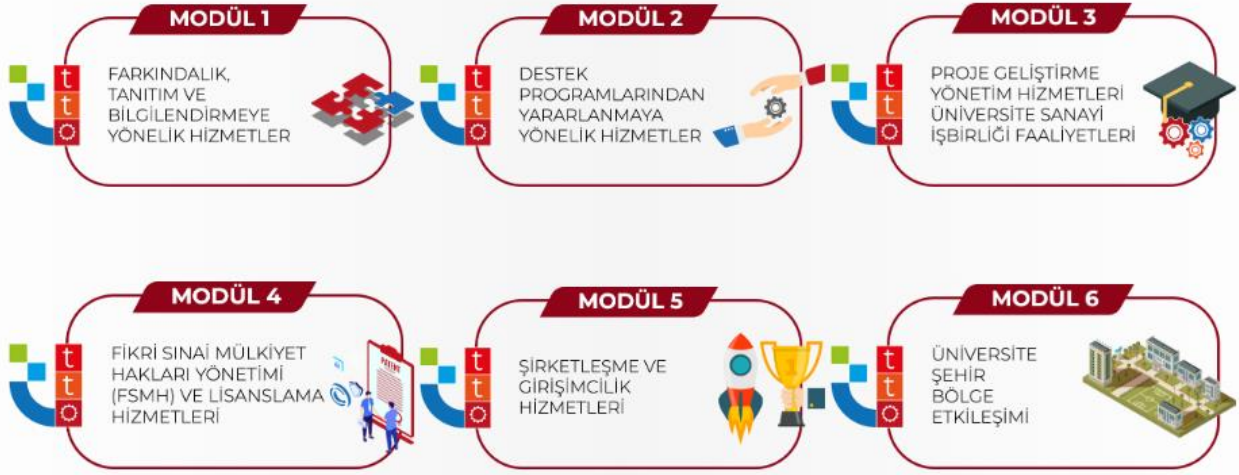 MODÜL 1
FARKINDALIK,
TANITIM VE
BİLGİLENDİRMEYE
YÖNELİK HİZMETLER
t
t
MODÜL 2
DESTEK
PROGRAMLARINDAN
YARARLANMAYA
YÖNELİK HİZMETLER
t
t
MODÜL 3
PROJE GELİŞTİRME
YÖNETİM HİZMETLERİ
ÜNİVERSİTE SANAYİ
İŞBİRLİĞİ FAALİYETLERİ
t
t
MODÜL 4
FİKRİ SINAİ MÜLKİYET
HAKLARI YÖNETİMİ
(FSMH) VE LİSANSLAMA
HİZMETLERİ
t
t
PATENT
MODÜL 5
ŞİRKETLEŞME VE
GİRİŞİMCİLİK
HİZMETLERİ
t
t
1
MODÜL 6
ÜNİVERSİTE
ŞEHİR
BÖLGE
ETKİLEŞİMİ
t
t